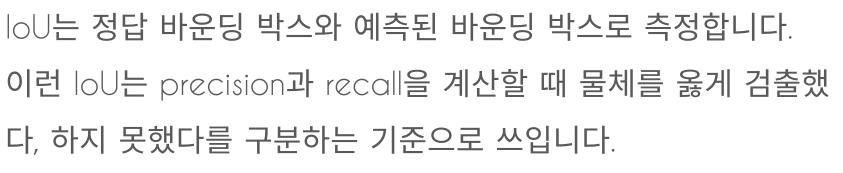 IoU는 정답 바운딩 박스와 예측된 바운딩 박스로 측정합니다.
이런 IoU는 precision과 recall을 계산할 때 물체를 옳게 검출했
다, 하지 못했다를 구분하는 기준으로 쓰입니다.